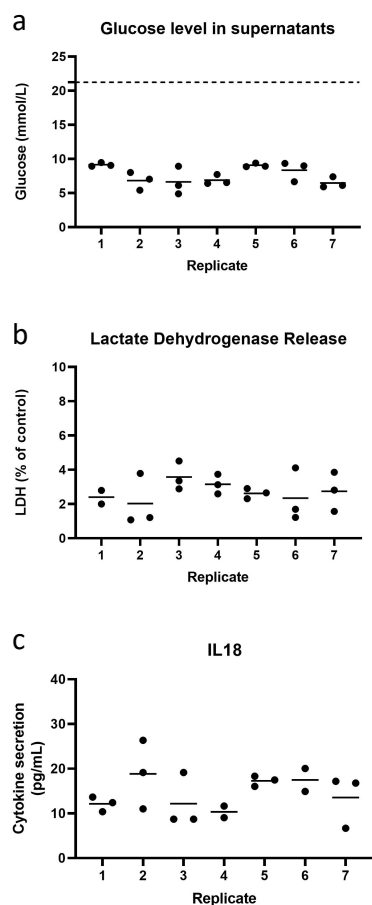 a
Glucose level in supernatants
25
20
15
10
5
0
Glucose (mmol/L)
1 2 3 4 5 6 7
Replicate
b
Lactate Dehydrogenase Release
10
8
6
4
2
0
LDH (% of control)
1 2 3 4 5 6 7
Replicate
c
IL18
40
30
20
10
0
Cytokine secretion
(pg/mL)
1 2 3 4 5 6 7
Replicate